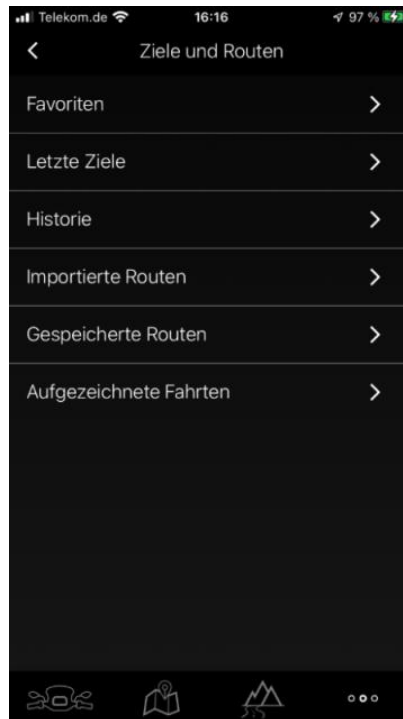 Telekom.de 16:16 97 %
Ziele und Routen
Favoriten
Letzte Ziele
Historie
Importierte Routen
Gespeicherte Routen
Aufgezeichnete Fahrten